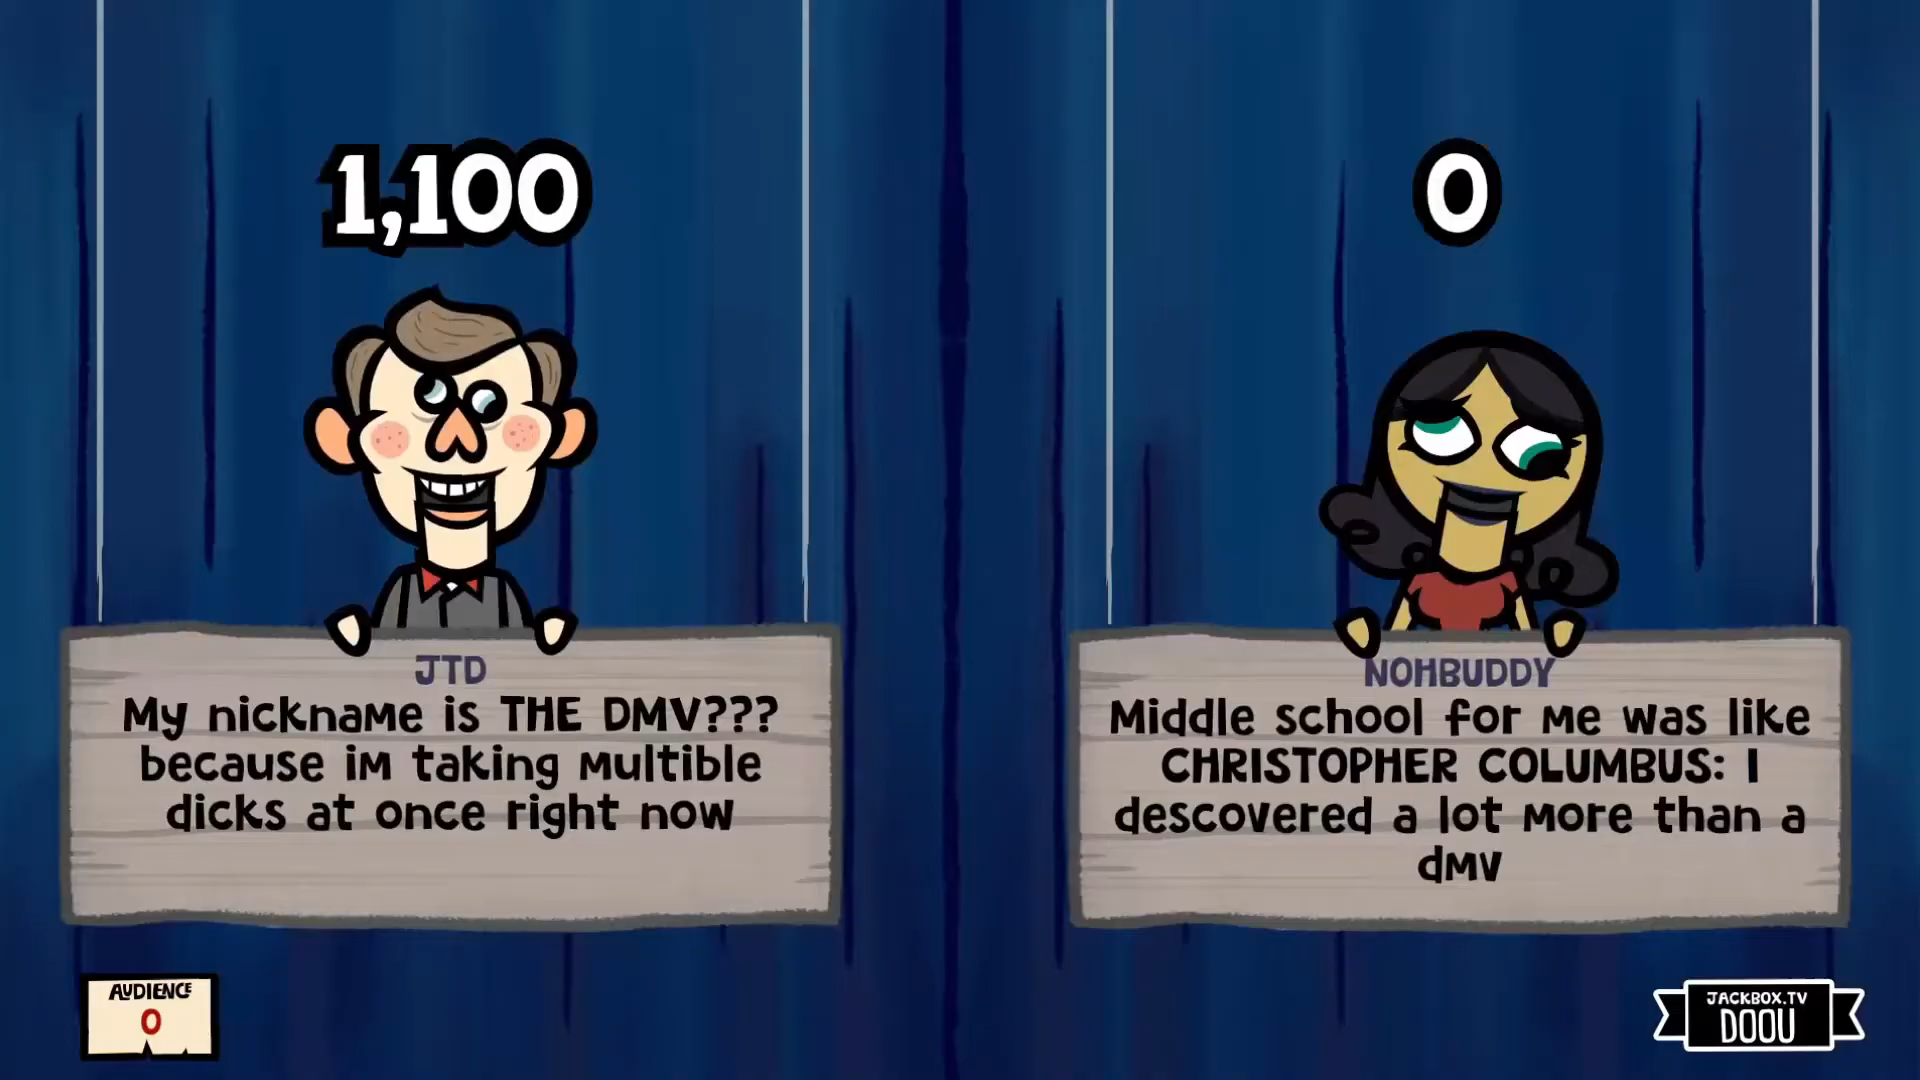 1,100
0
JTD
My nickname is THE DMV???
because im taking multible
dicks at once right now
NOHBUDDY
Middle school for me was like
CHRISTOPHER COLUMBUS: I
descovered a lot more than a
dmv
AUDIENCE
0
JACKBOX.TV
DOOU